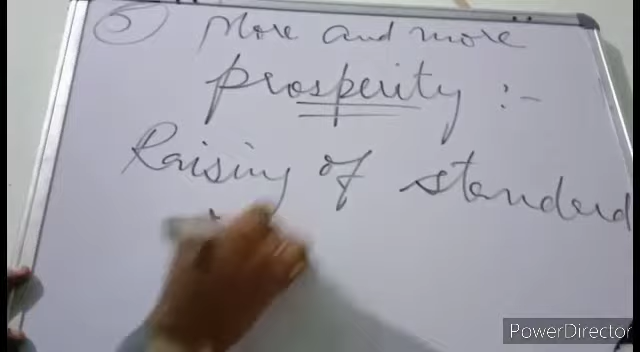 5 More and more
prosperity :-
Raising of standard
PowerDirector